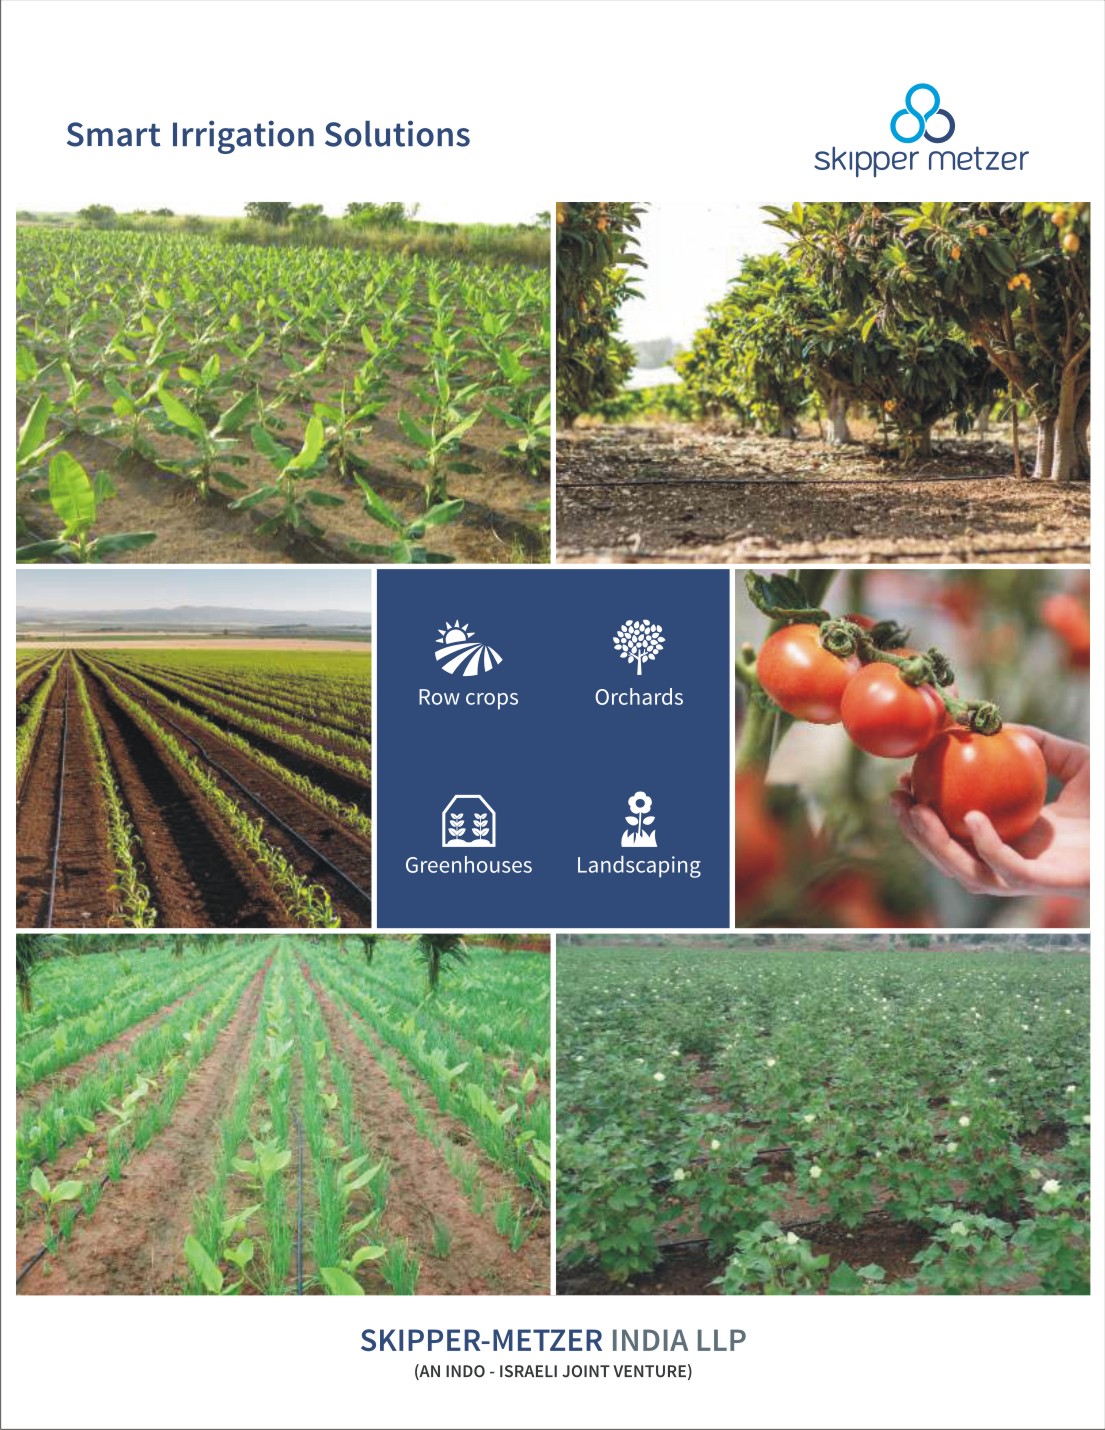 Smart Irrigation Solutions
skipper metzer
Row crops
Orchards
Greenhouses
Landscaping
SKIPPER-METZER INDIA LLP
(AN INDO - ISRAELI JOINT VENTURE)